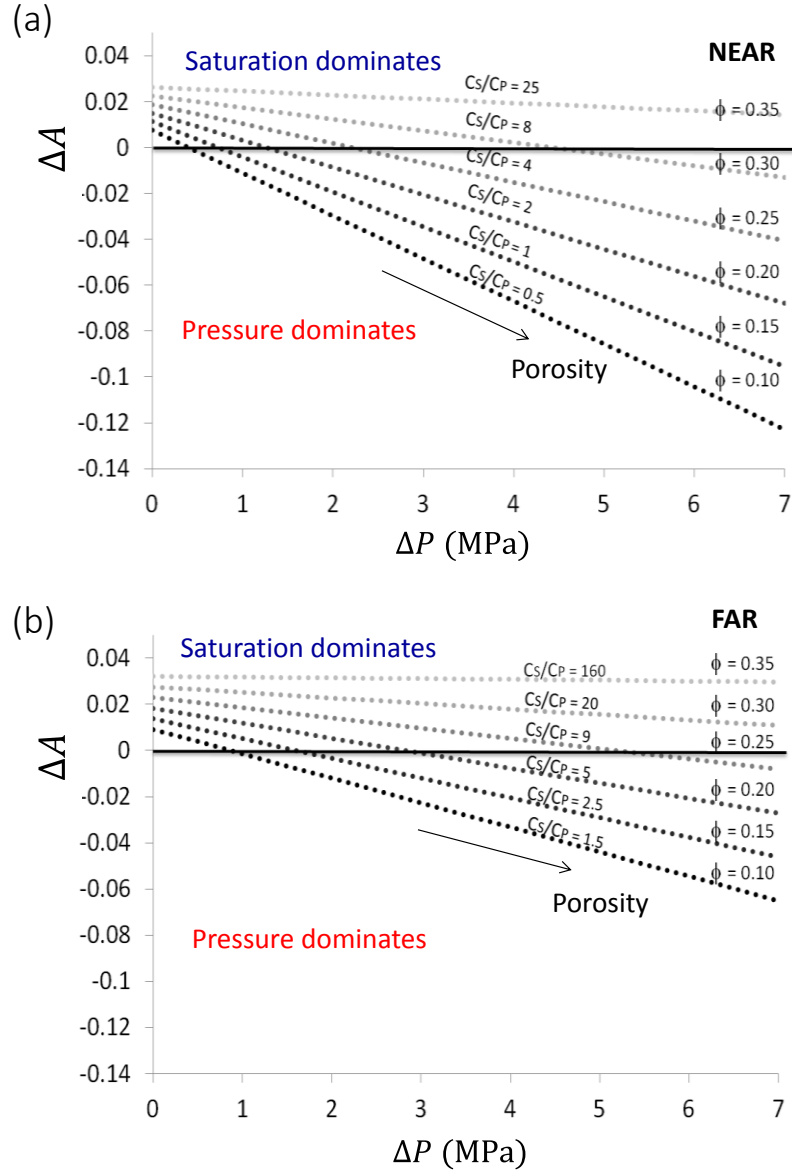 (a)
0.04
Saturation dominates
NEAR
Cs/CP = 25
0.02
Cs/CP = 8
ϕ = 0.35
0
Cs/CP = 4
ϕ = 0.30
ΔA
-0.02
Cs/CP = 2
ϕ = 0.25
-0.04
Cs/CP = 1
ϕ = 0.20
-0.06
Cs/CP = 0.5
ϕ = 0.15
-0.08
Pressure dominates
Porosity
ϕ = 0.10
-0.1
-0.12
-0.14
0 1 2 3 4 5 6 7
ΔP (MPa)
(b)
FAR
0.04
Saturation dominates
Cs/CP = 160
ϕ = 0.35
0.02
Cs/CP = 20
ϕ = 0.30
Cs/CP = 9
ϕ = 0.25
0
ΔA
Cs/CP = 5
ϕ = 0.20
-0.02
Cs/CP = 2.5
ϕ = 0.15
-0.04
Cs/CP = 1.5
ϕ = 0.10
-0.06
Porosity
-0.08
Pressure dominates
-0.1
-0.12
-0.14
0 1 2 3 4 5 6 7
ΔP (MPa)